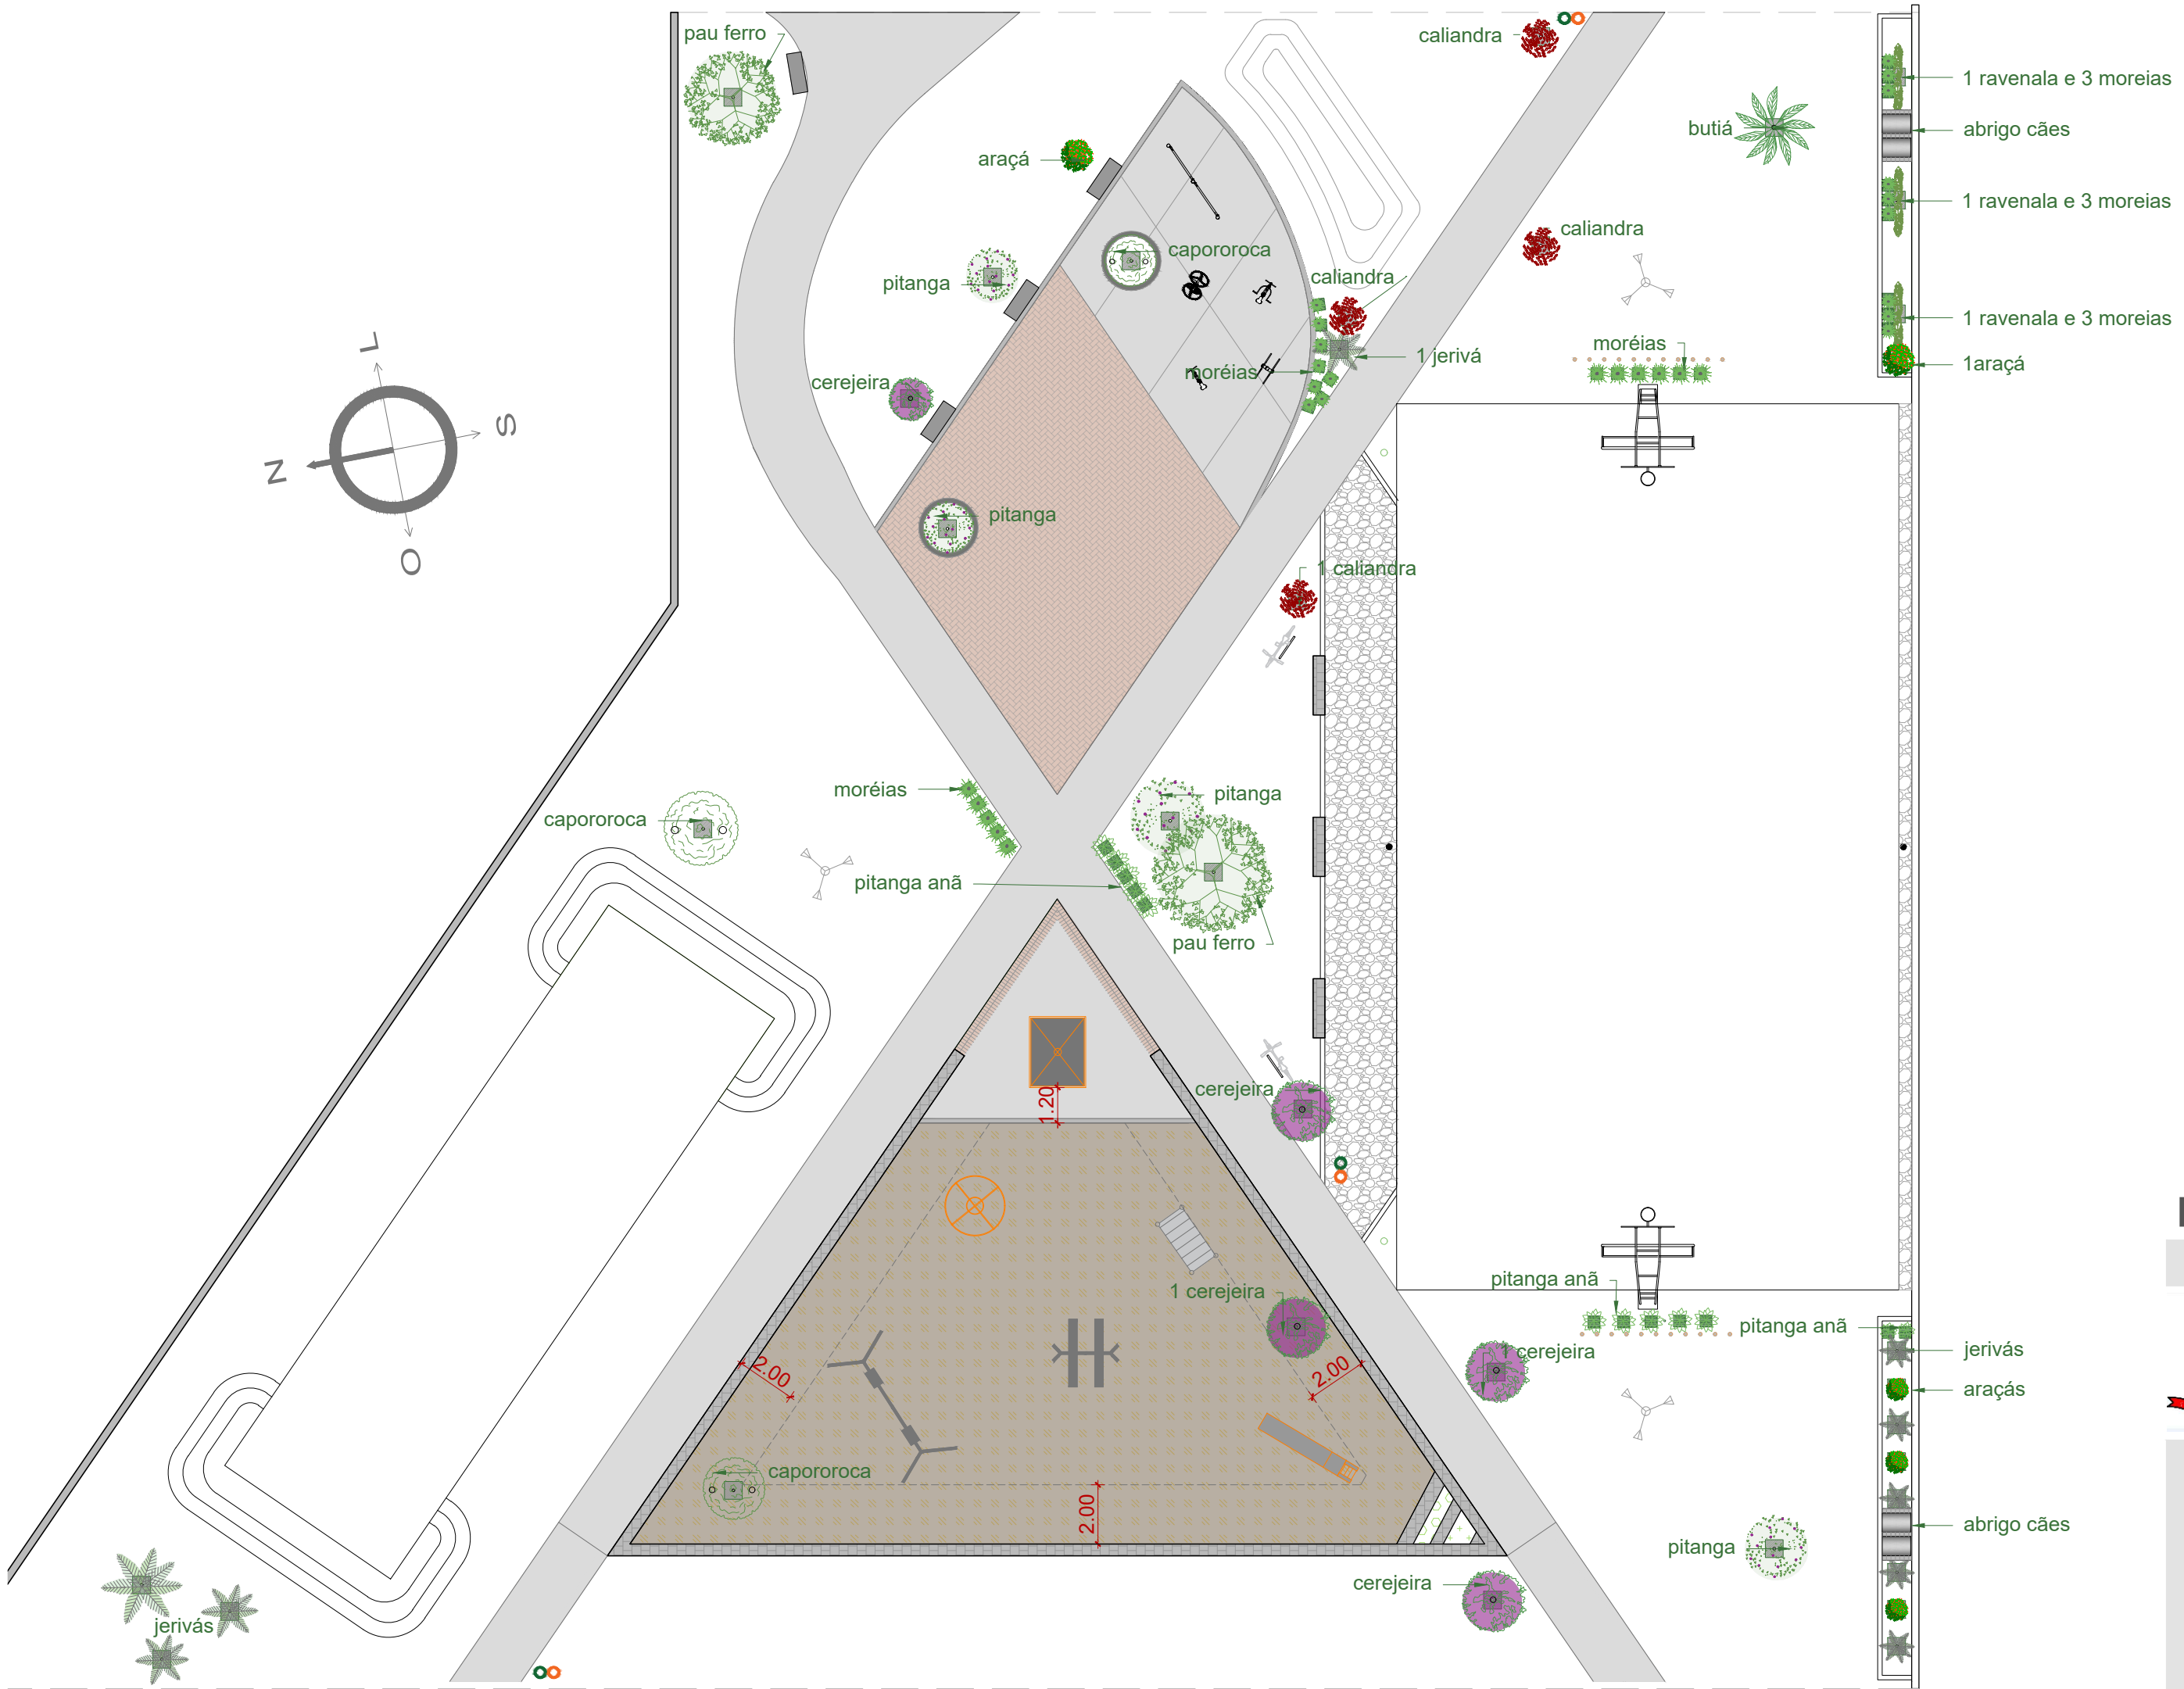 pau ferro
caliandra
1 ravenala e 3 moreias
butiá
abrigo cães
araçá
1 ravenala e 3 moreias
caliandra
capororoca
caliandra
pitanga
1 ravenala e 3 moreias
moréias
1 jerivá
1araçá
moréias
cerejeira
L
S
N
O
pitanga
1 caliandra
moréias
pitanga
capororoca
pitanga anã
pau ferro
cerejeira
1.20
pitanga anã
1 cerejeira
pitanga anã
jerivás
cerejeira
2.00
2.00
araçás
capororoca
2.00
abrigo cães
pitanga
cerejeira
jerivás